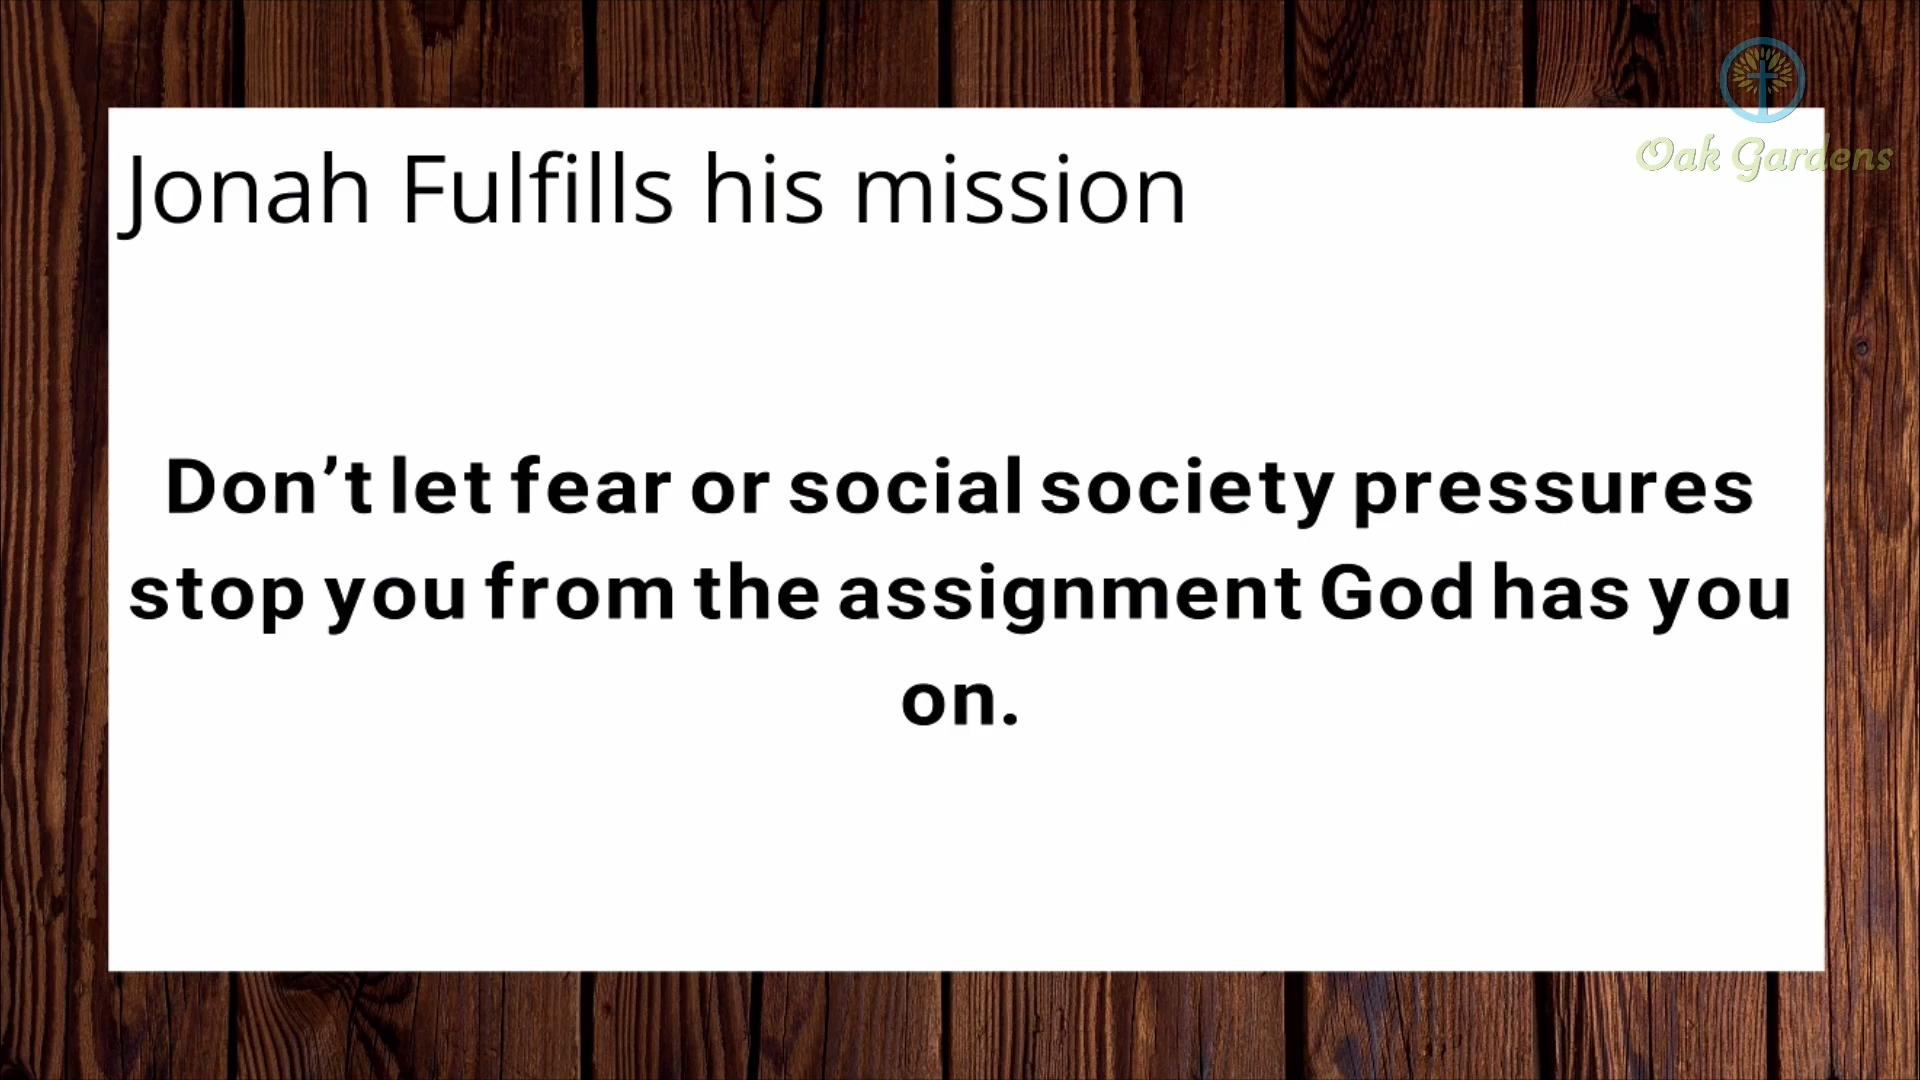 Oak Gardens
Jonah Fulfills his mission
Don’t let fear or social society pressures
stop you from the assignment God has you
on.